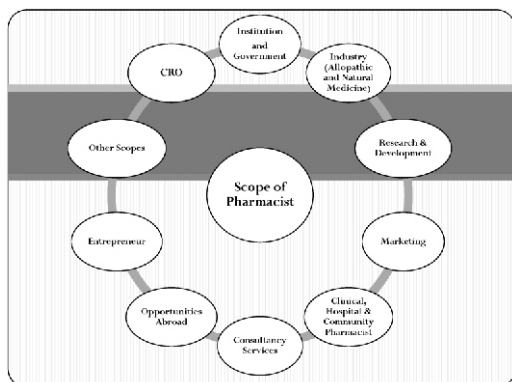 Institution
and
Government
Industry
(Allopathic
and Natural
Medicine)
CRO
Other Scopes
Research &
Development
Scope of
Pharmacist
Entrepreneur
Marketing
Opportunities
Abroad
Clinical,
Hospital &
Community
Pharmacist
Consultancy
Services